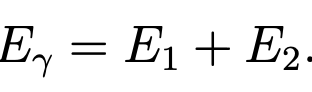 E_γ = E_1 + E_2.